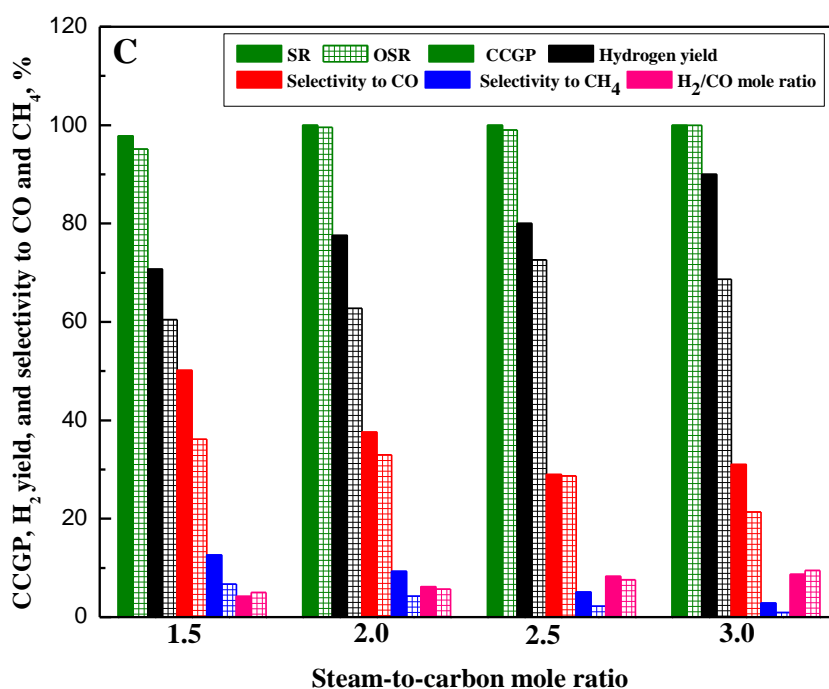 CCGP, H2 yield, and selectivity to CO and CH4, %
120
100
80
60
40
20
0
C
SR OSR CCGP Hydrogen yield
Selectivity to CO Selectivity to CH4 H2/CO mole ratio
1.5 2.0 2.5 3.0
Steam-to-carbon mole ratio